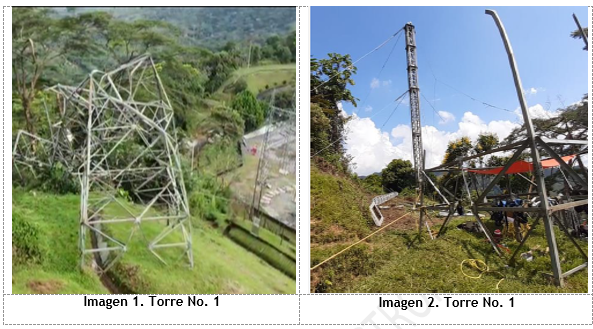 Imagen 1. Torre No. 1
Imagen 2. Torre No. 1